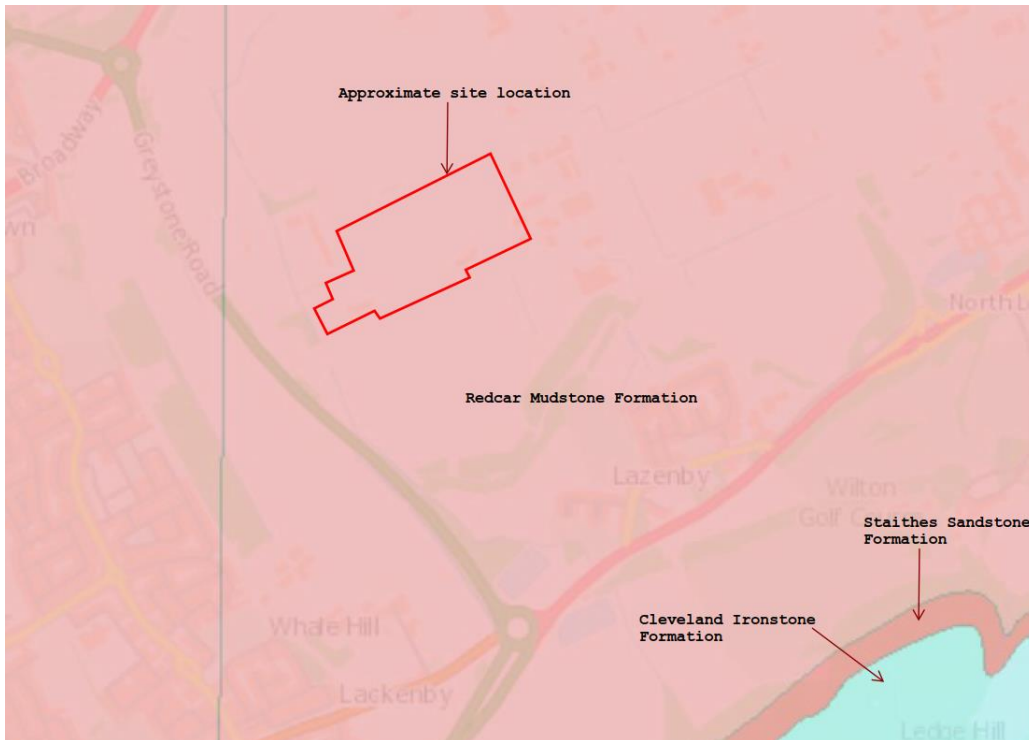 Approximate site location
Broadway
Greystone Road
wn
Redcar Mudstone Formation
North L
Lazenby
Wilton
Golf Course
Staithes Sandstone
Formation
Cleveland Ironstone
Formation
Whale Hill
Lackenby
Ledge Hill